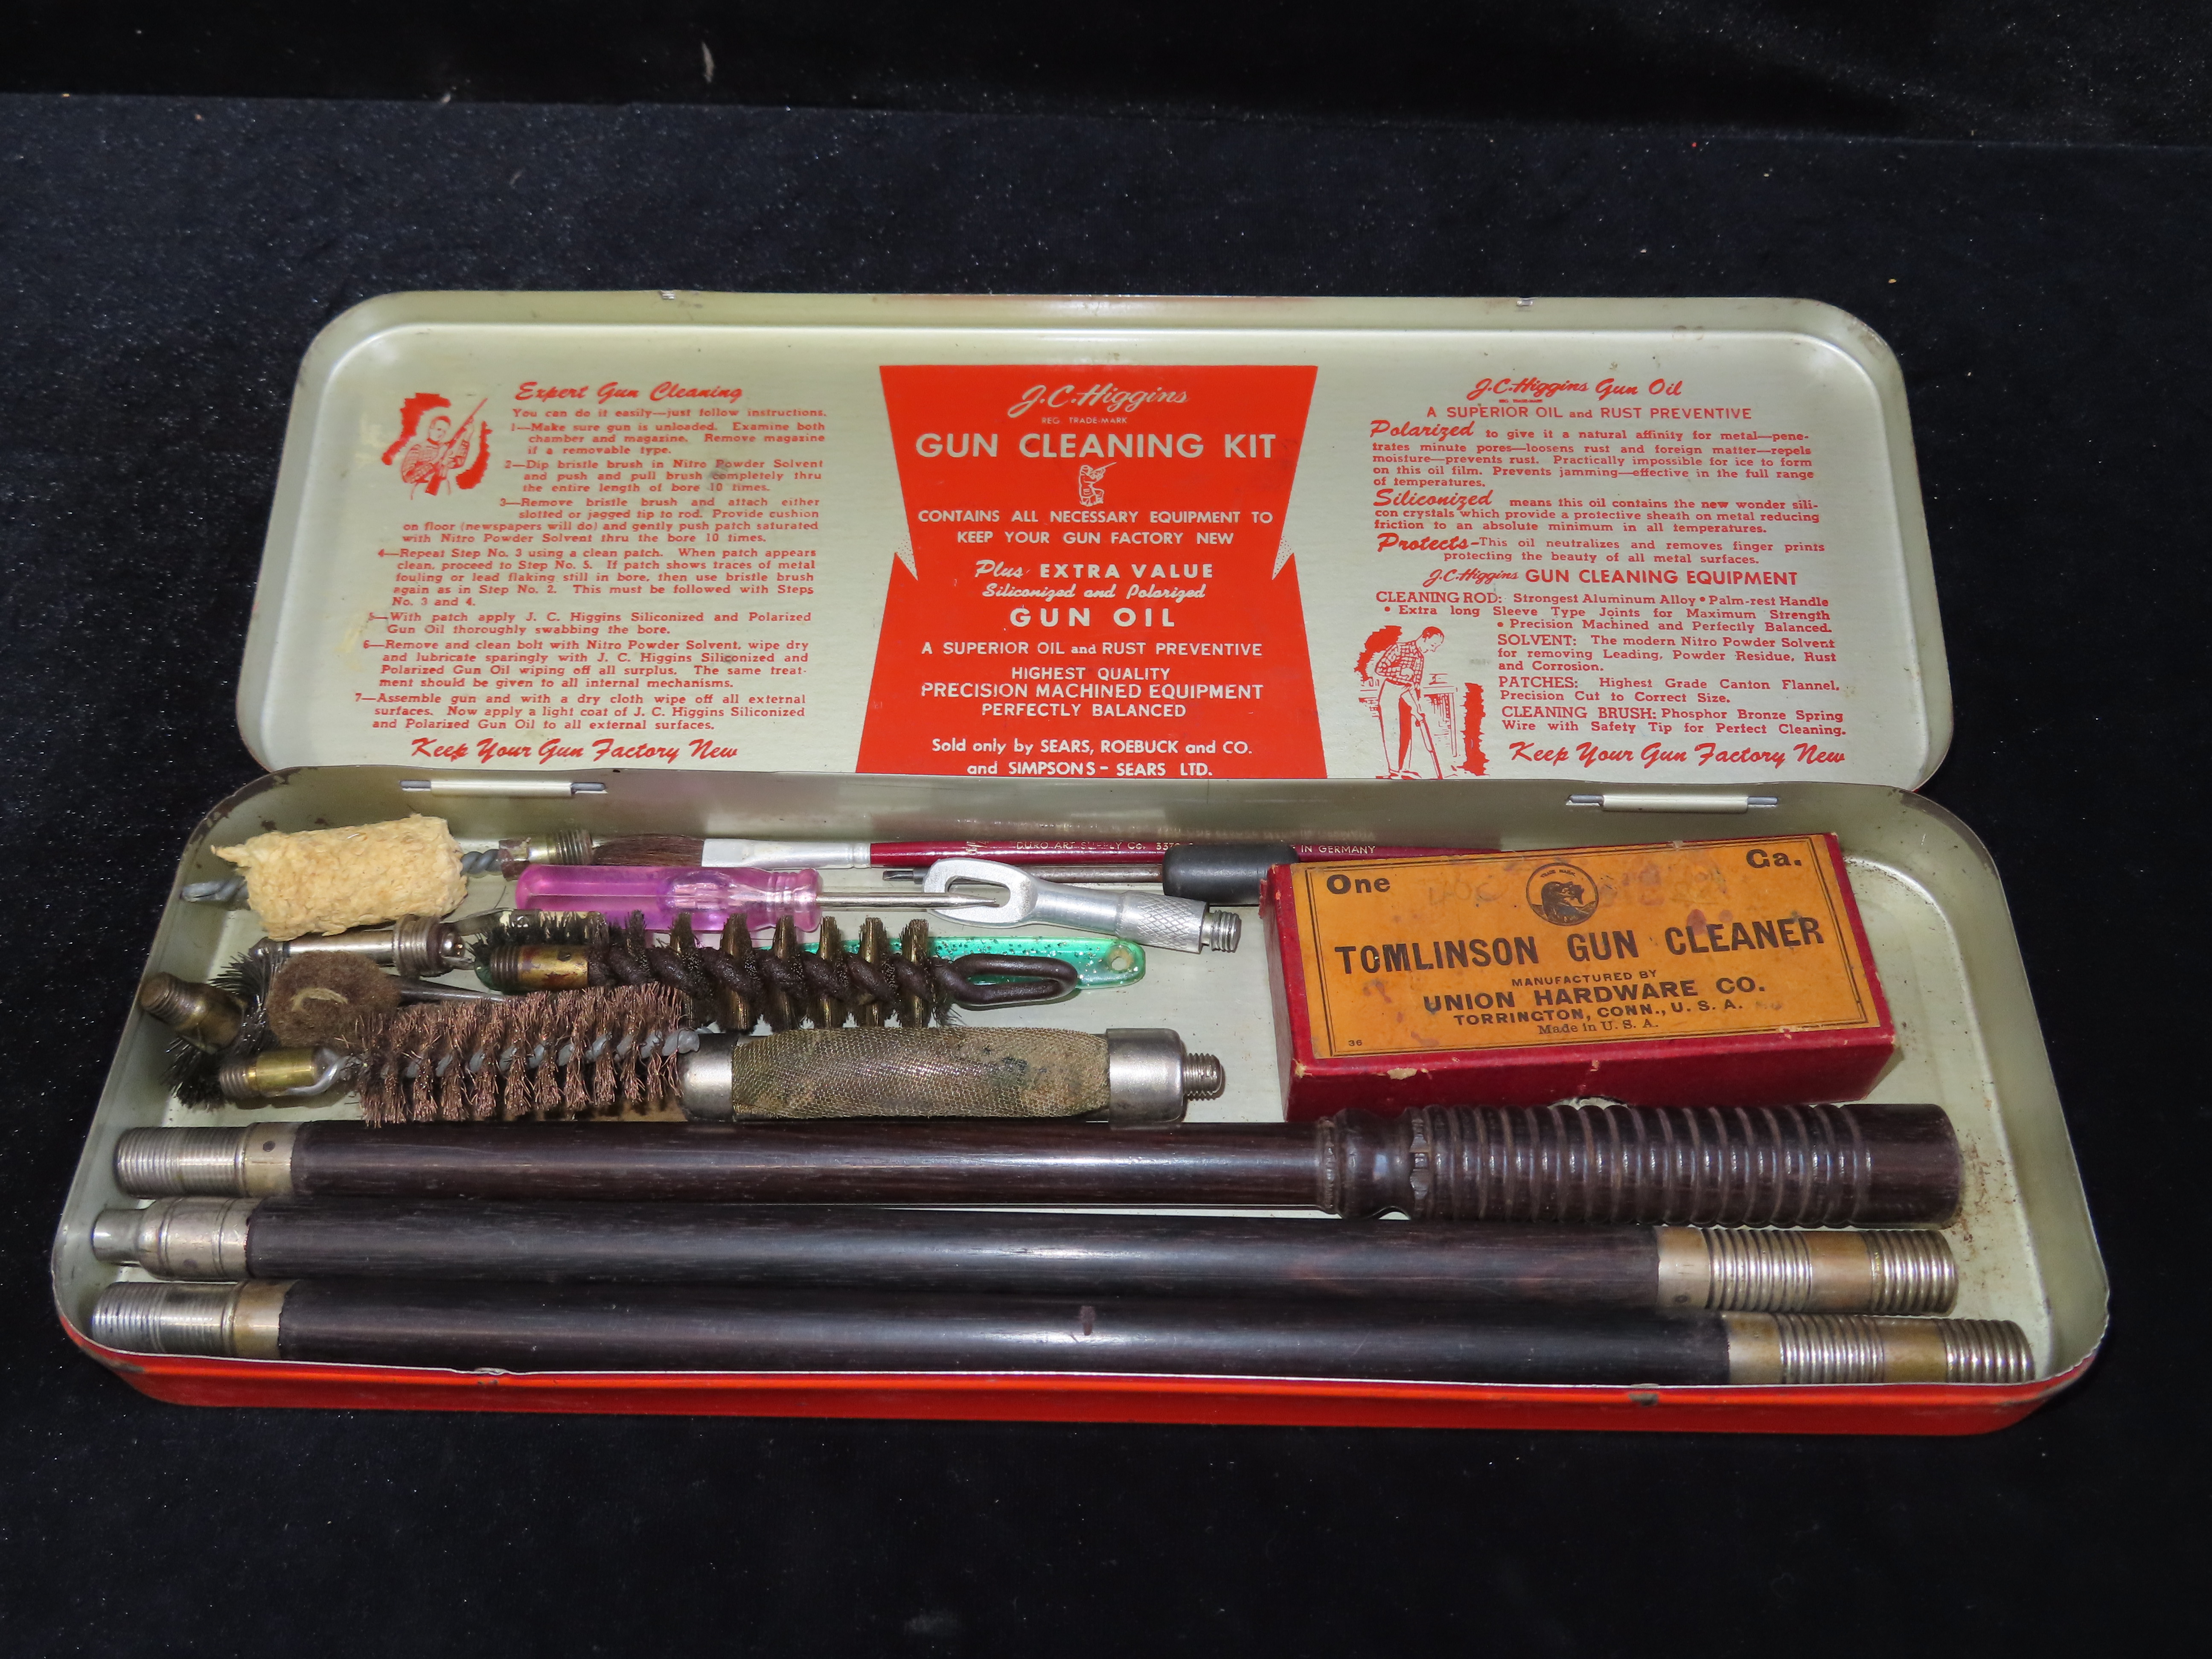 Expert Gun Cleaning
You can do it easily—just follow instructions.
1—Make sure gun is unloaded. Examine both
chamber and magazine. Remove magazine
if a removable type.
2—Dip bristle brush in Nitro Powder Solvent
and push and pull brush completely thru
the entire length of bore 10 times.
3—Remove bristle brush and attach either
slotted or jagged tip to rod. Provide cushion
on floor (newspapers will do) and gently push patch saturated
with Nitro Powder Solvent thru the bore 10 times.
4—Repeat Step No. 3 using a clean patch. When patch appears
clean, proceed to Step No. 5. If patch shows traces of metal
fouling or lead flaking still in bore, then use bristle brush
again as in Step No. 2. This must be followed with Steps
No. 3 and 4.
5—With patch apply J. C. Higgins Siliconized and Polarized
Gun Oil thoroughly swabbing the bore.
6—Remove and clean bolt with Nitro Powder Solvent, wipe dry
and lubricate sparingly with J. C. Higgins Siliconized and
Polarized Gun Oil wiping off all surplus. The same treat-
ment should be given to all internal mechanisms.
7—Assemble gun and with a dry cloth wipe off all external
surfaces. Now apply a light coat of J. C. Higgins Siliconized
and Polarized Gun Oil to all external surfaces.
Keep Your Gun Factory New
J.C. Higgins
REG. TRADE-MARK
GUN CLEANING KIT
CONTAINS ALL NECESSARY EQUIPMENT TO
KEEP YOUR GUN FACTORY NEW
Plus EXTRA VALUE
Siliconized and Polarized
GUN OIL
A SUPERIOR OIL and RUST PREVENTIVE
HIGHEST QUALITY
PRECISION MACHINED EQUIPMENT
PERFECTLY BALANCED
Sold only by SEARS, ROEBUCK and CO.
and SIMPSONS - SEARS LTD.
J.C. Higgins Gun Oil
A SUPERIOR OIL and RUST PREVENTIVE
Polarized to give it a natural affinity for metal—pene-
trates minute pores—loosens rust and foreign matter—repels
moisture—prevents rust. Practically impossible for ice to form
on this oil film. Prevents jamming—effective in the full range
of temperatures.
Siliconized means this oil contains the new wonder sili-
con crystals which provide a protective sheath on metal reducing
friction to an absolute minimum in all temperatures.
Protects-This oil neutralizes and removes finger prints
protecting the beauty of all metal surfaces.
J.C. Higgins GUN CLEANING EQUIPMENT
CLEANING ROD: Strongest Aluminum Alloy • Palm-rest Handle
• Extra long Sleeve Type Joints for Maximum Strength
• Precision Machined and Perfectly Balanced.
SOLVENT: The modern Nitro Powder Solvent
for removing Leading, Powder Residue, Rust
and Corrosion.
PATCHES: Highest Grade Canton Flannel,
Precision Cut to Correct Size.
CLEANING BRUSH: Phosphor Bronze Spring
Wire with Safety Tip for Perfect Cleaning.
Keep Your Gun Factory New
DURO ART SUPPLY Co. IN GERMANY
One Ga.
TRADE MARK
TOMLINSON GUN CLEANER
MANUFACTURED BY
UNION HARDWARE CO.
TORRINGTON, CONN., U. S. A.
Made in U. S. A.
36